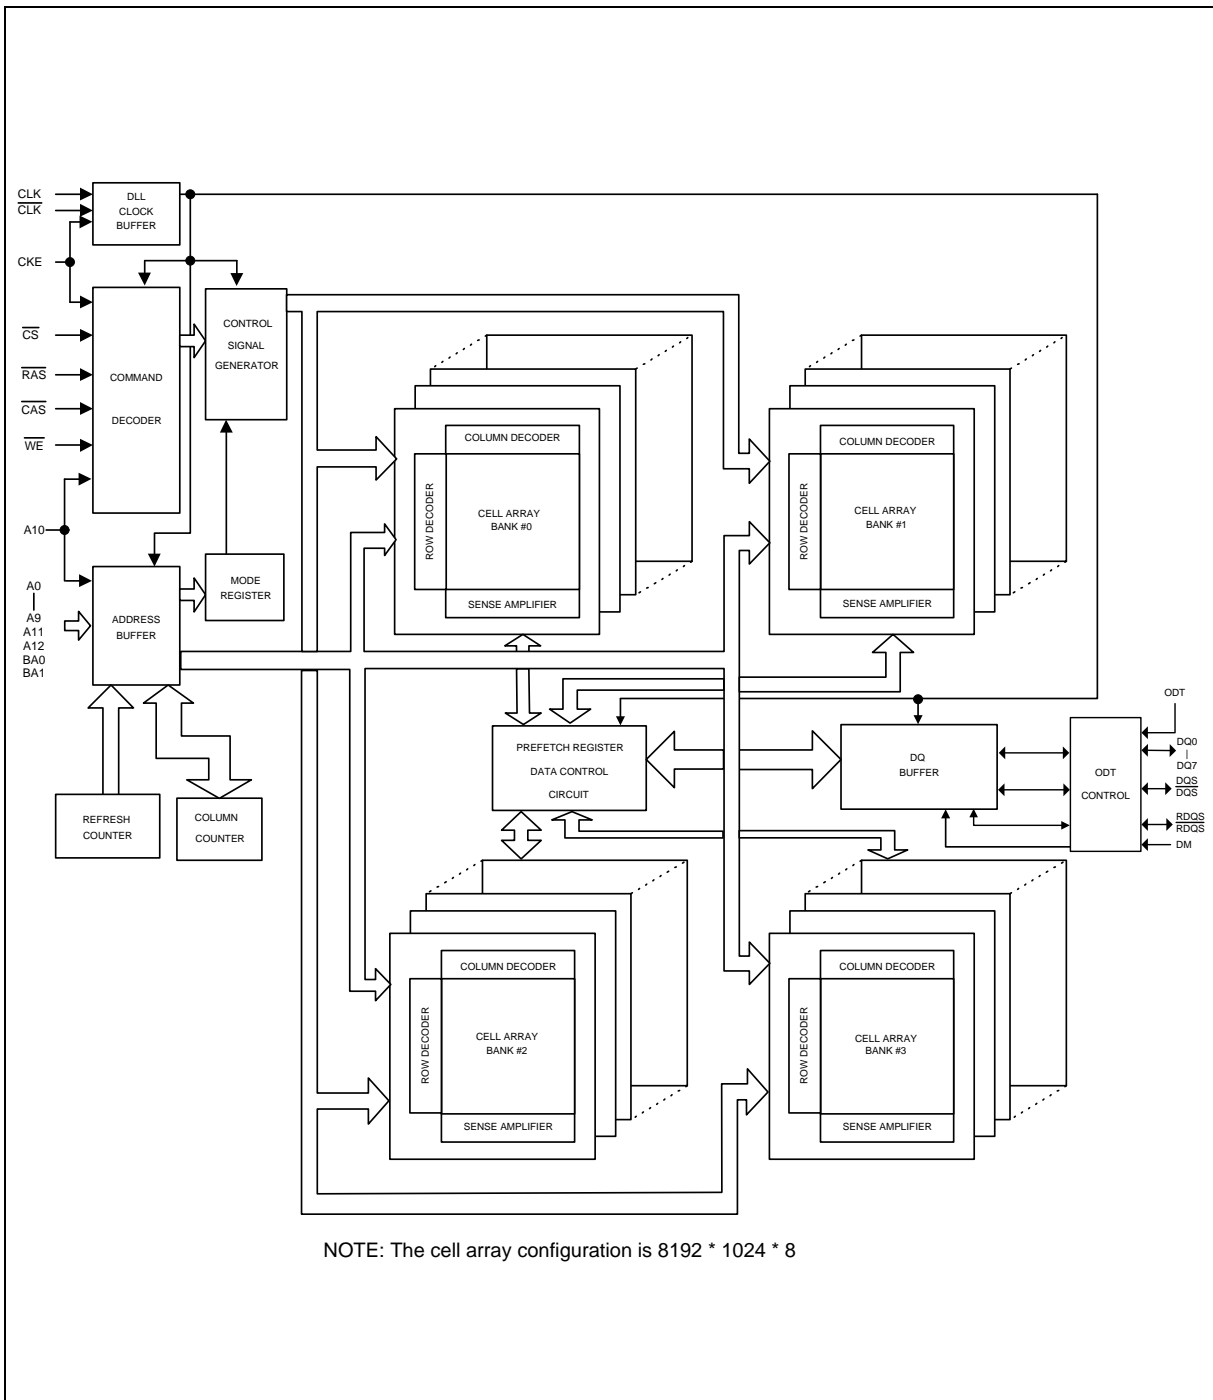 CLK
CLK
CKE
CS
RAS
CAS
WE
A10
A0
A9
A11
A12
BA0
BA1
DLL
CLOCK
BUFFER
COMMAND
DECODER
CONTROL
SIGNAL
GENERATOR
ADDRESS
BUFFER
MODE
REGISTER
REFRESH
COUNTER
COLUMN
COUNTER
COLUMN DECODER
ROW DECODER
CELL ARRAY
BANK #0
SENSE AMPLIFIER
COLUMN DECODER
ROW DECODER
CELL ARRAY
BANK #1
SENSE AMPLIFIER
PREFETCH REGISTER
DATA CONTROL
CIRCUIT
DQ
BUFFER
ODT
CONTROL
ODT
DQ0
DQ7
DQS
DQS
RDQS
RDQS
DM
COLUMN DECODER
ROW DECODER
CELL ARRAY
BANK #2
SENSE AMPLIFIER
COLUMN DECODER
ROW DECODER
CELL ARRAY
BANK #3
SENSE AMPLIFIER
NOTE: The cell array configuration is 8192 * 1024 * 8